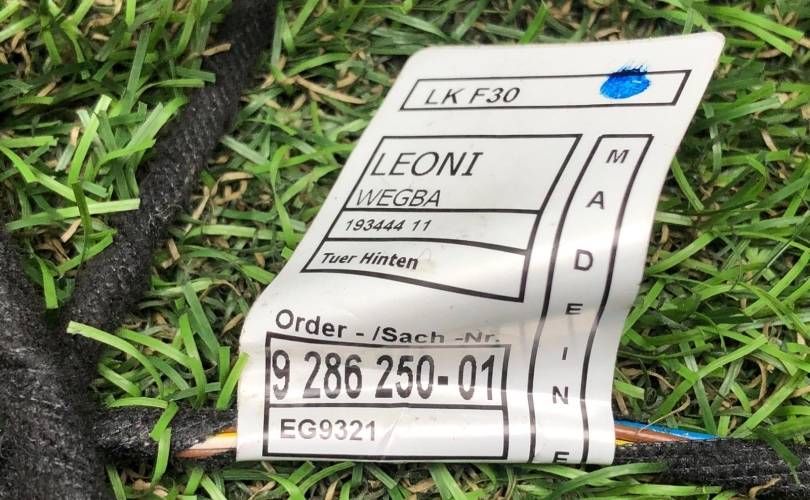 LK F30
LEONI
WEGBA
193444 11
Tuer Hinten
MADE IN E
Order - /Sach -Nr.
9 286 250-01
EG9321